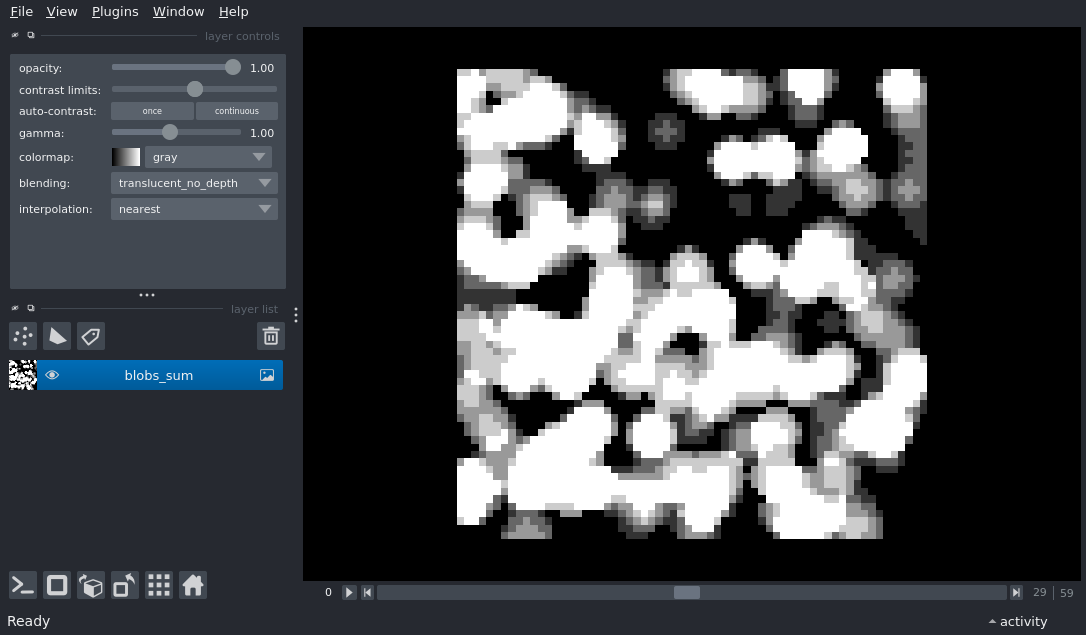 File View Plugins Window Help
layer controls
opacity: 1.00
contrast limits:
auto-contrast: once continuous
gamma: 1.00
colormap: gray
blending: translucent_no_depth
interpolation: nearest
layer list
blobs_sum
0 29 | 59
Ready activity